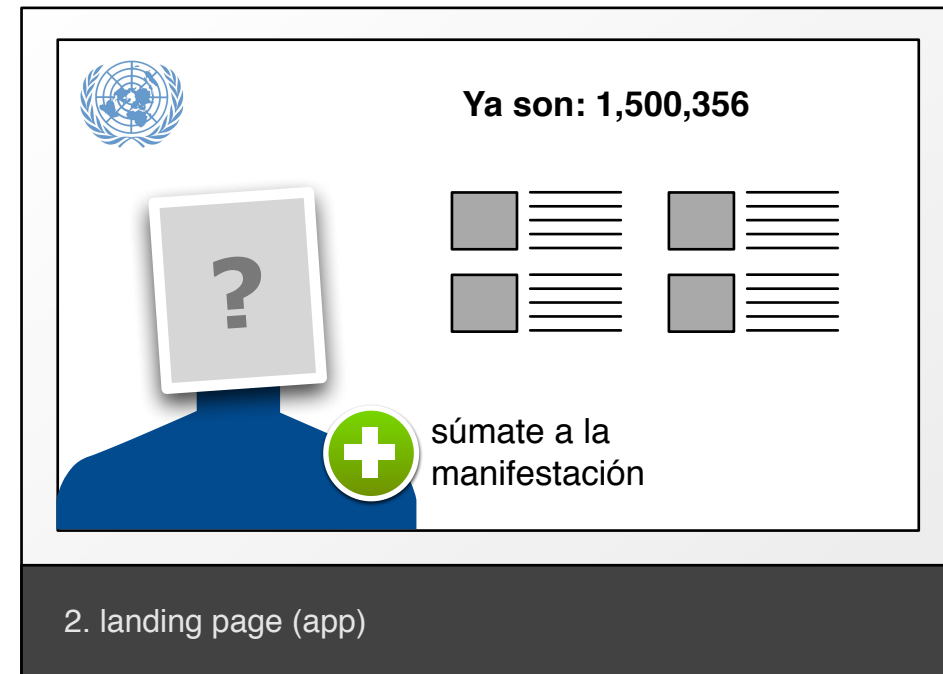 Ya son: 1,500,356
?
súmate a la
manifestación
2. landing page (app)